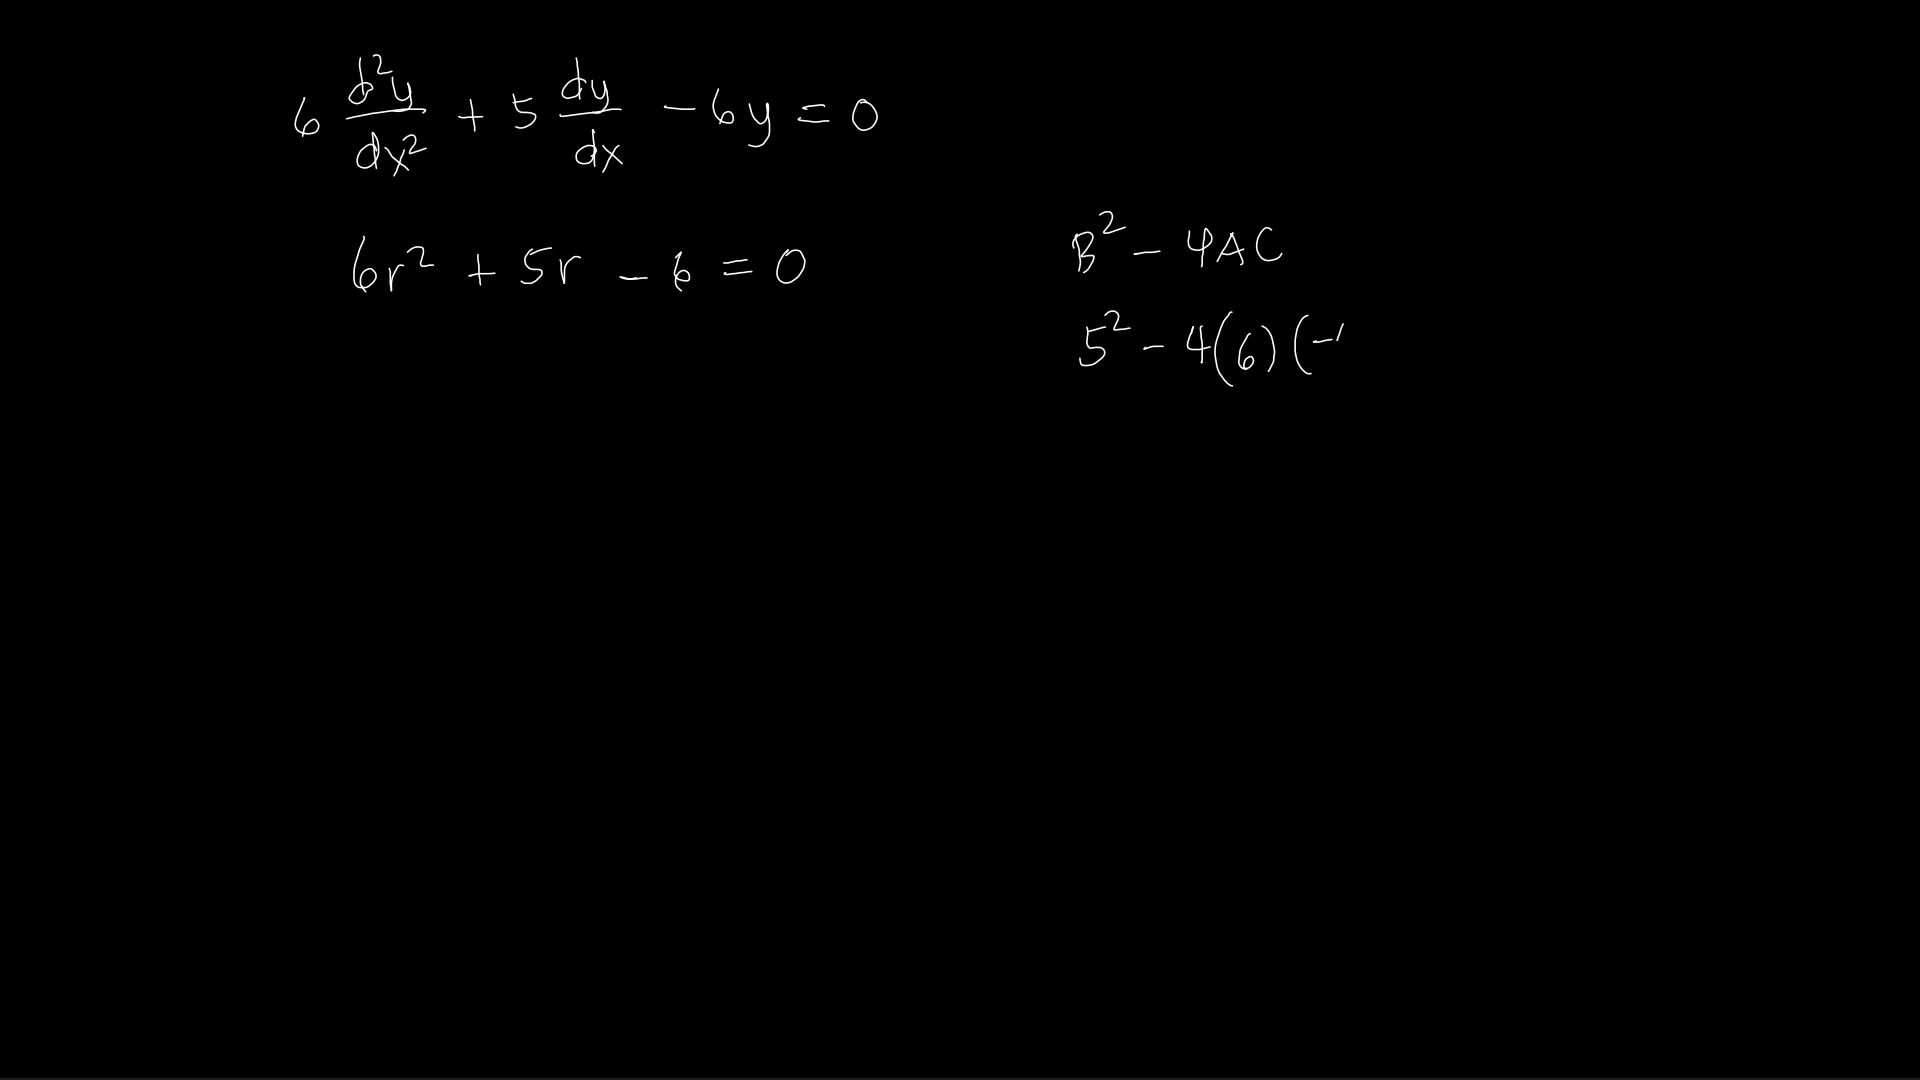 6 d²y/dx² + 5 dy/dx - 6y = 0
6r² + 5r - 6 = 0
B² - 4AC
5² - 4(6)(-